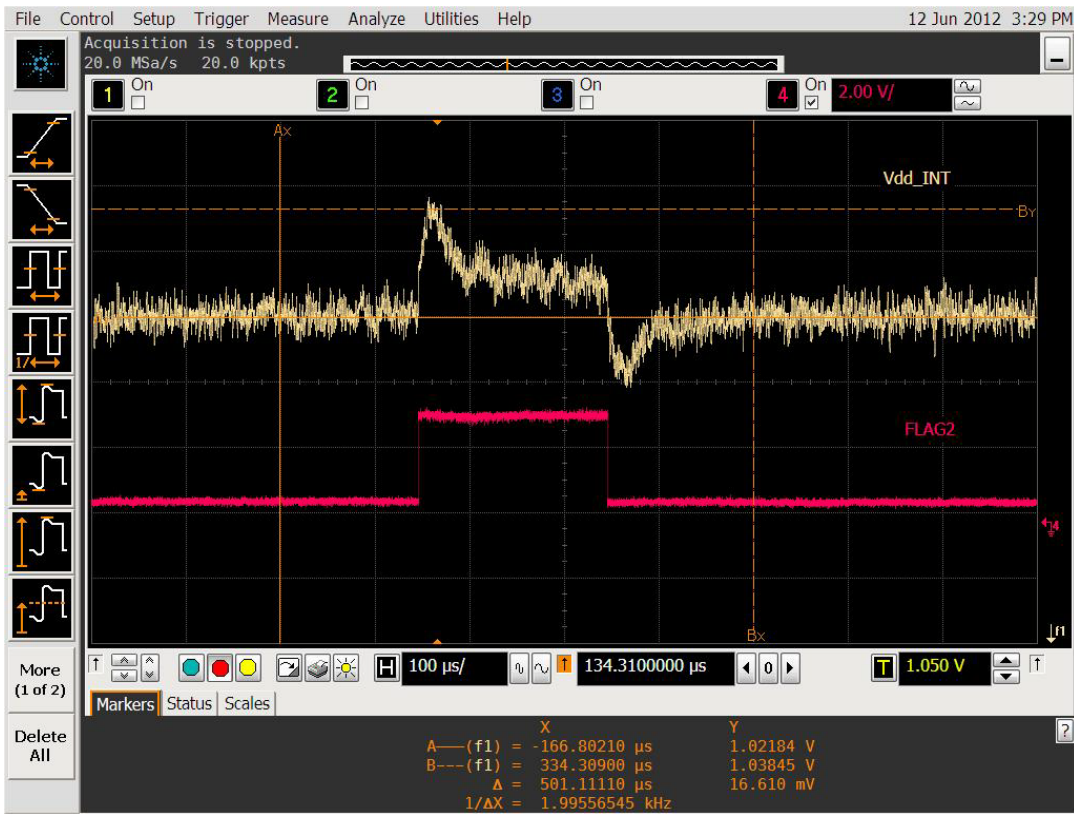 File Control Setup Trigger Measure Analyze Utilities Help 12 Jun 2012 3:29 PM
Acquisition is stopped.
20.0 MSa/s 20.0 kpts
1 On 2 On 3 On 4 On 2.00 V/
Ax
Vdd_INT
By
FLAG2
4
Bx
f1
1/
More
(1 of 2)
Delete
All
H 100 µs/ 134.3100000 µs 0 T 1.050 V
Markers Status Scales
X Y
A———(f1) = -166.80210 µs 1.02184 V
B---(f1) = 334.30900 µs 1.03845 V
Δ = 501.11110 µs 16.610 mV
1/ΔX = 1.99556545 kHz
?